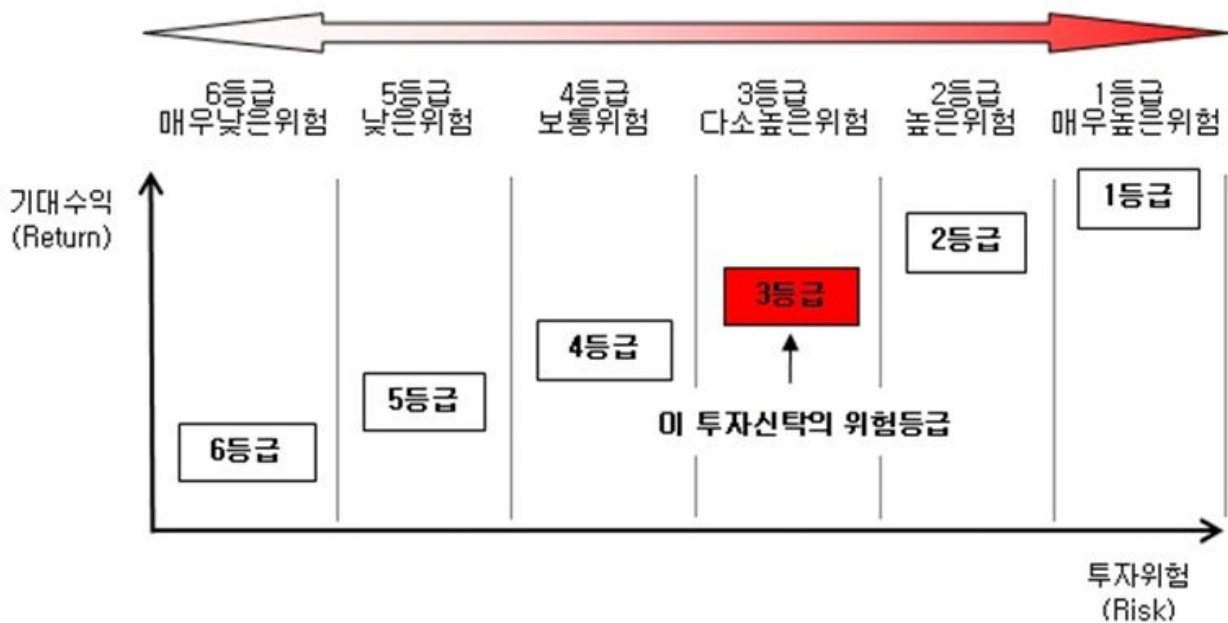 6등급 5등급 4등급 3등급 2등급 1등급
매우낮은위험 낮은위험 보통위험 다소높은위험 높은위험 매우높은위험
기대수익
(Return)
1등급
2등급
3등급
4등급
5등급
이 투자신탁의 위험등급
6등급
투자위험
(Risk)